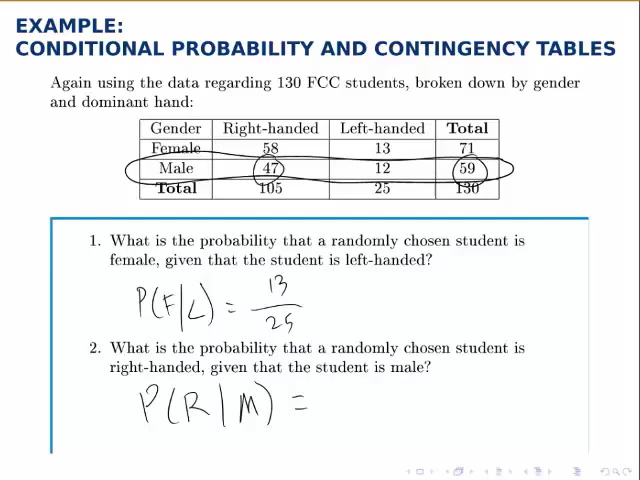 EXAMPLE:
CONDITIONAL PROBABILITY AND CONTINGENCY TABLES
Again using the data regarding 130 FCC students, broken down by gender
and dominant hand:
Gender Right-handed Left-handed Total
Female 58 13 71
Male 47 12 59
Total 105 25 130
1. What is the probability that a randomly chosen student is
female, given that the student is left-handed?
P(F|L) = 13/25
2. What is the probability that a randomly chosen student is
right-handed, given that the student is male?
P(R|M) =